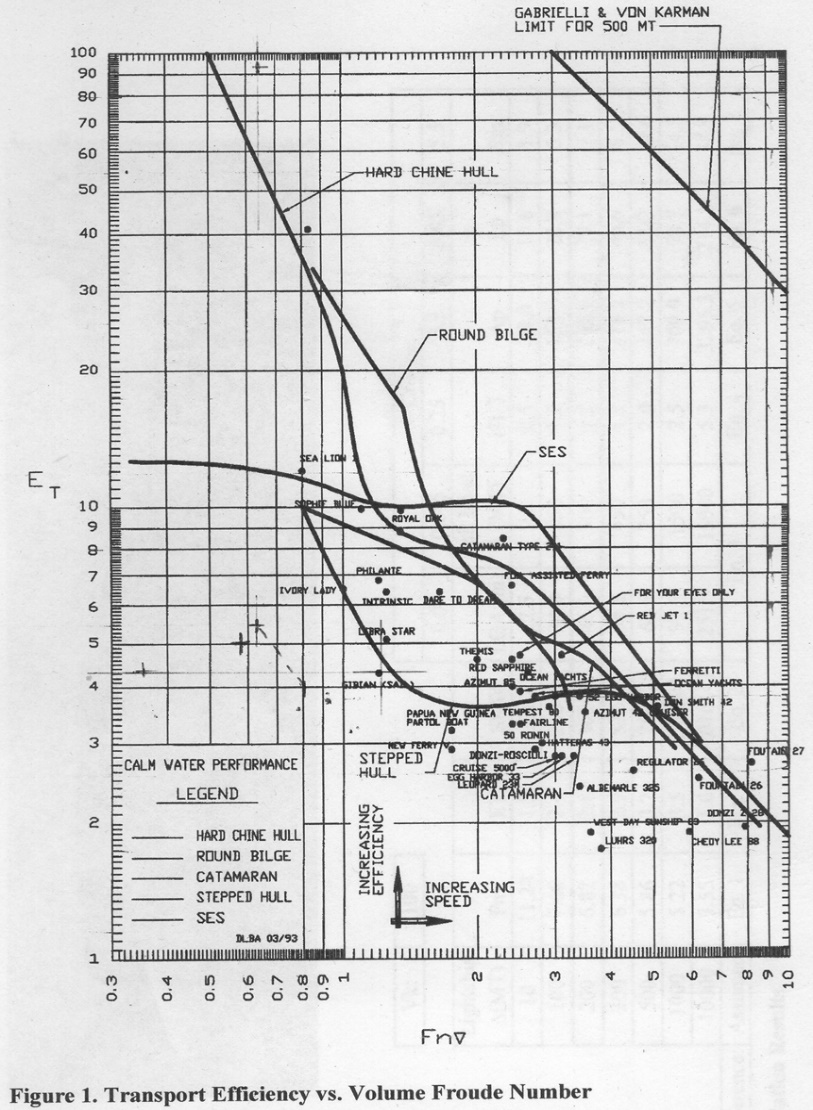 GABRIELLI & VON KARMAN
LIMIT FOR 500 MT
100
90
80
70
60
50
40
30
20
10
9
8
7
6
5
4
3
2
1
E T
HARD CHINE HULL
ROUND BILGE
SES
SEA LION
SOPHIE BLUE
ROYAL OAK
CATAMARAN TYPE
PHILANTE
ASSISTED FERRY
IVORY LADY
INTRINSIC
DARE TO DREAM
FOR YOUR EYES ONLY
RED JET 1
LIBRA STAR
THEMIS
RED SAPPHIRE
FERRETTI
OCEAN YACHTS
OCEAN YACHTS
AZIMUT 85
DON SMITH 42
PAPUA NEW GUINEA
PARTOL BOAT
TEMPEST
AZIMUT
FAIRLINE
50 RONIN
HATTERAS 43
NEW FERRY
STEPPED
HULL
DONZI-ROSCIOLI
CRUISE 5000
EGG HARBOR 33
LEOPARD
CATAMARAN
REGULATOR 26
FOUTAIN 27
ALBEMARLE 325
FOUNTAIN 26
WEST BAY SUNSHIP
DONZI Z 28
LUHRS 320
CHEOY LEE 88
CALM WATER PERFORMANCE
LEGEND
HARD CHINE HULL
ROUND BILGE
CATAMARAN
STEPPED HULL
SES
DLBA 03/93
INCREASING
EFFICIENCY
INCREASING
SPEED
0.3
0.4
0.5
0.6
0.7
0.8
0.9
1
2
3
4
5
6
7
8
9
10
Fn∇
Figure 1. Transport Efficiency vs. Volume Froude Number